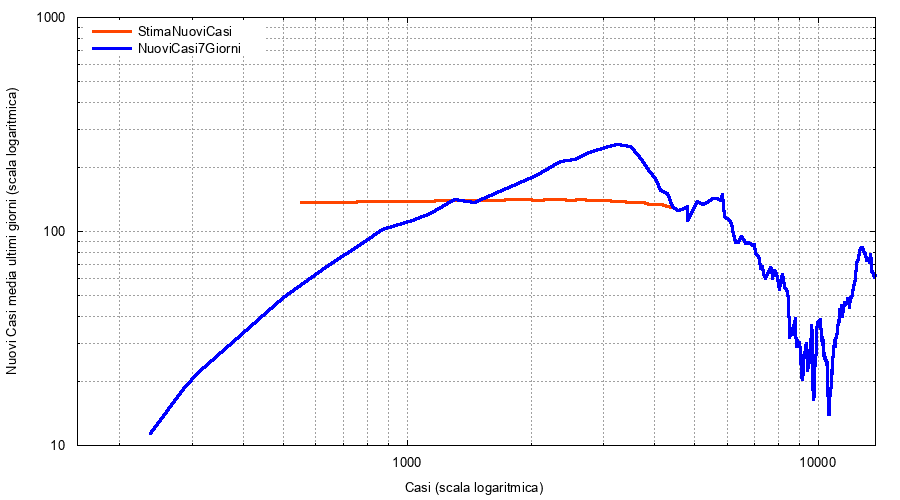 1000
StimaNuoviCasi
NuoviCasi7Giorni
Nuovi Casi media ultimi giorni (scala logaritmica)
100
10
1000
10000
Casi (scala logaritmica)